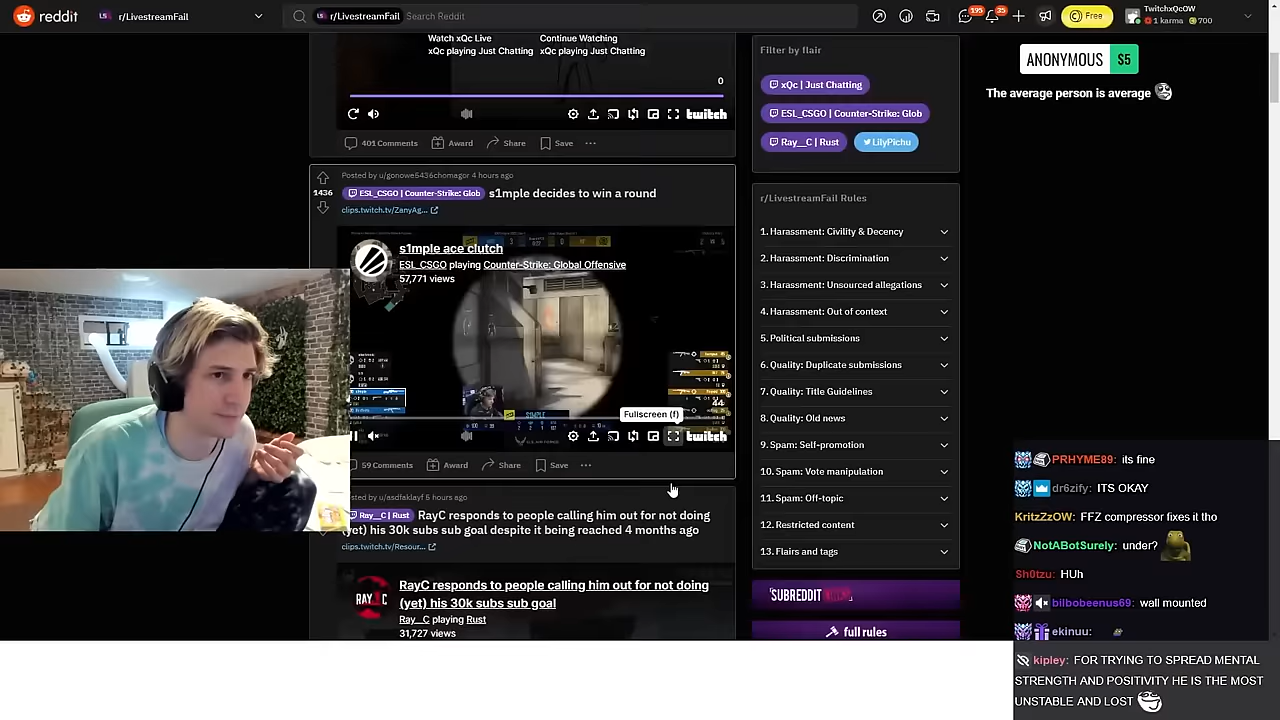 reddit
r/LivestreamFail
r/LivestreamFail
Search Reddit
195
25
Free
TwitchxQcOW
1 karma
700
Watch xQc Live
Continue Watching
xQc playing Just Chatting
xQc playing Just Chatting
0
twitch
401 Comments
Award
Share
Save
Posted by u/gonowe5436chomagor 4 hours ago
1436
ESL_CSGO | Counter-Strike: Glob
s1mple decides to win a round
clips.twitch.tv/ZanyAg...
s1mple ace clutch
ESL_CSGO playing Counter-Strike: Global Offensive
57,771 views
Fullscreen (f)
twitch
59 Comments
Award
Share
Save
sted by u/asdfaklayf 5 hours ago
Ray__C | Rust
RayC responds to people calling him out for not doing
(yet) his 30k subs sub goal despite it being reached 4 months ago
clips.twitch.tv/Resour...
RAY C
RayC responds to people calling him out for not doing
(yet) his 30k subs sub goal
Ray__C playing Rust
31,727 views
Filter by flair
xQc | Just Chatting
ESL_CSGO | Counter-Strike: Glob
Ray__C | Rust
LilyPichu
r/LivestreamFail Rules
1. Harassment: Civility & Decency
2. Harassment: Discrimination
3. Harassment: Unsourced allegations
4. Harassment: Out of context
5. Political submissions
6. Quality: Duplicate submissions
7. Quality: Title Guidelines
8. Quality: Old news
9. Spam: Self-promotion
10. Spam: Vote manipulation
11. Spam: Off-topic
12. Restricted content
13. Flairs and tags
SUBREDDIT
full rules
ANONYMOUS
$5
The average person is average
PRHYME89: its fine
dr6zify: ITS OKAY
KritZzOW: FFZ compressor fixes it tho
NotABotSurely: under?
Sh0tzu: HUh
bilbobeenus69: wall mounted
ekinuu:
kipley: FOR TRYING TO SPREAD MENTAL
STRENGTH AND POSITIVITY HE IS THE MOST
UNSTABLE AND LOST